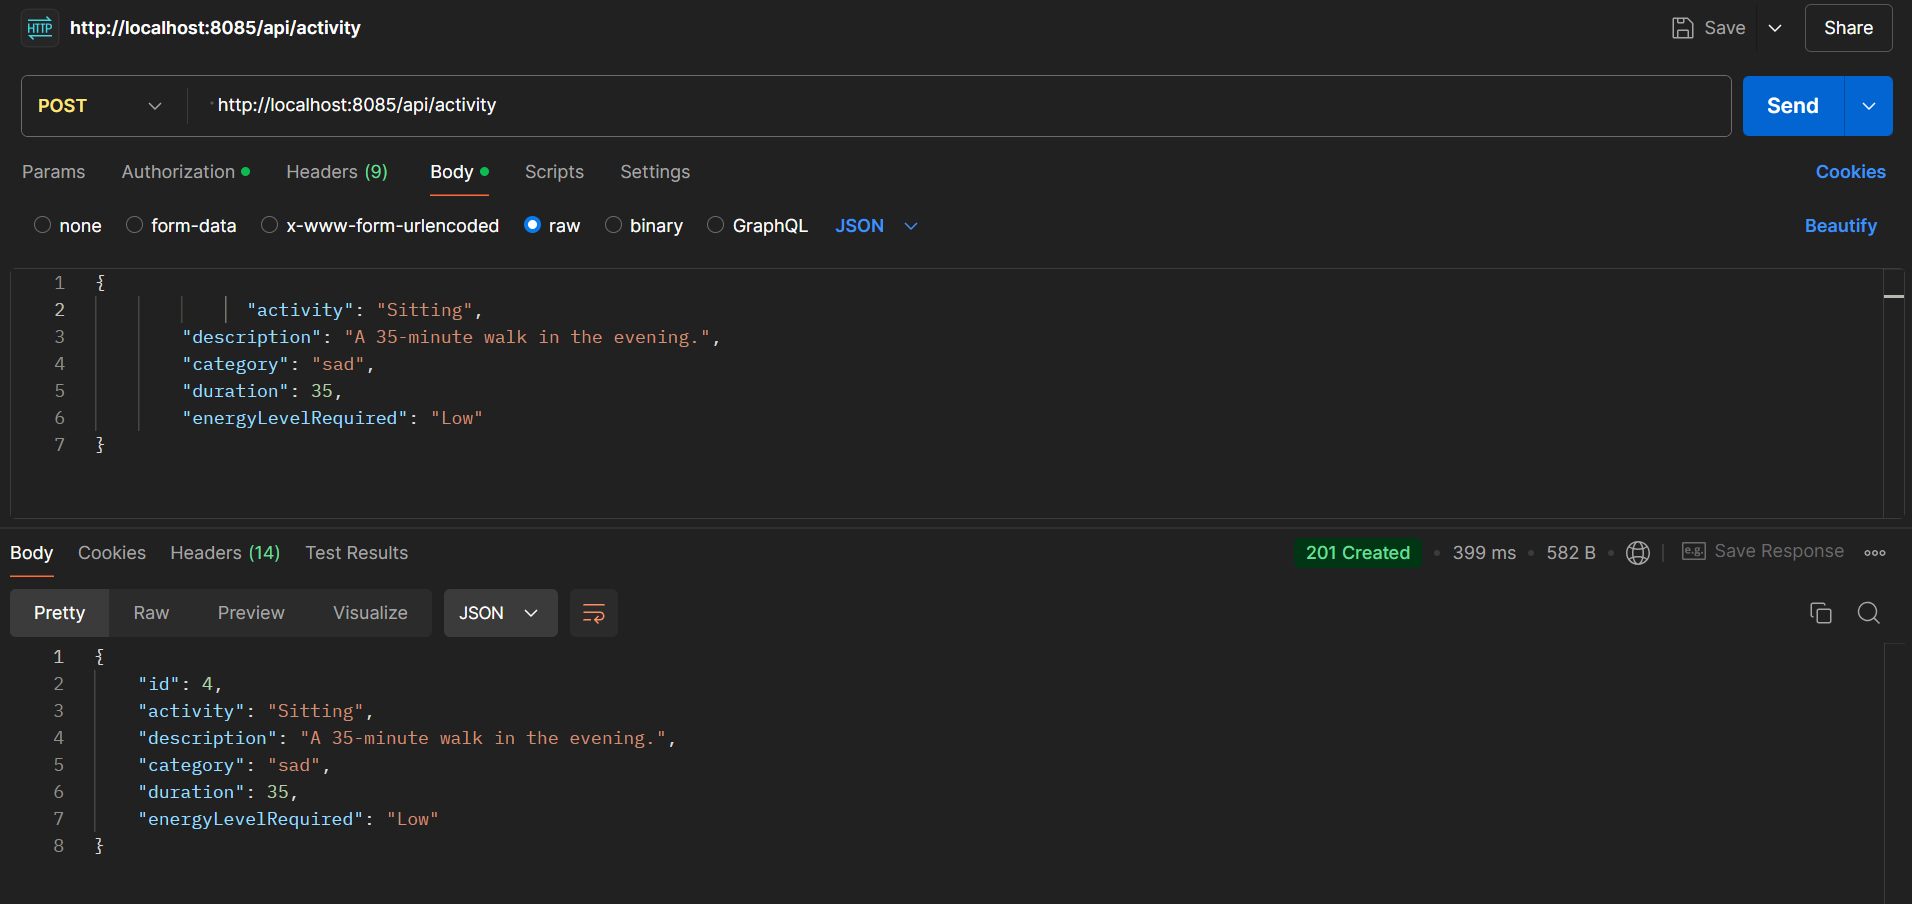 HTTP http://localhost:8085/api/activity Save Share
POST http://localhost:8085/api/activity Send
Params Authorization Headers (9) Body Scripts Settings Cookies
none form-data x-www-form-urlencoded raw binary GraphQL JSON Beautify
1 {
2 "activity": "Sitting",
3 "description": "A 35-minute walk in the evening.",
4 "category": "sad",
5 "duration": 35,
6 "energyLevelRequired": "Low"
7 }
Body Cookies Headers (14) Test Results 201 Created • 399 ms • 582 B • e.g. Save Response
Pretty Raw Preview Visualize JSON
1 {
2 "id": 4,
3 "activity": "Sitting",
4 "description": "A 35-minute walk in the evening.",
5 "category": "sad",
6 "duration": 35,
7 "energyLevelRequired": "Low"
8 }